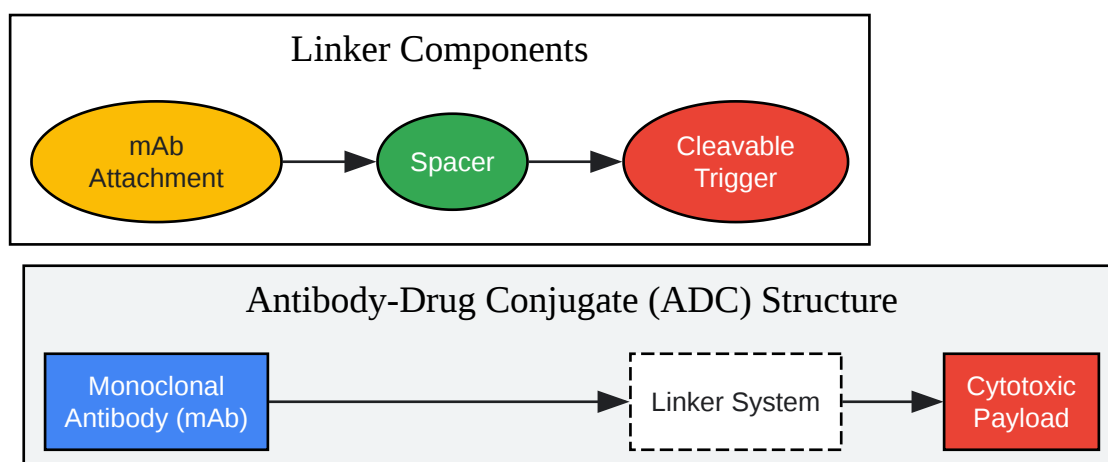 Linker Components
mAb
Attachment
Spacer
Cleavable
Trigger
Antibody-Drug Conjugate (ADC) Structure
Monoclonal
Antibody (mAb)
Linker System
Cytotoxic
Payload